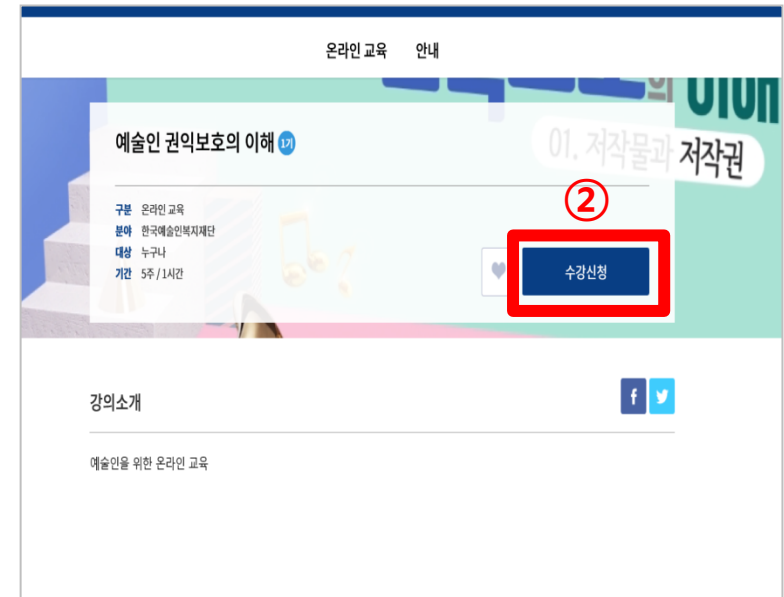 온라인 교육 안내
의 이해
01. 저작물과 저작권
예술인 권익보호의 이해 1기
②
구분 온라인 교육
분야 한국예술인복지재단
대상 누구나
기간 5주 / 1시간
수강신청
강의소개
f
예술인을 위한 온라인 교육